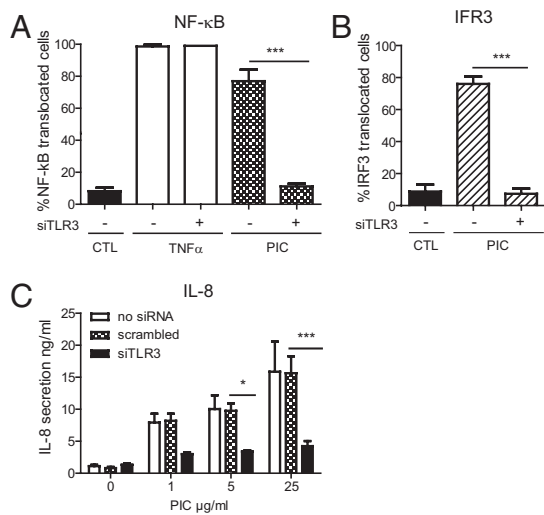 A
NF-κB
%NF-kB translocated cells
100
80
60
40
20
0
***
siTLR3 - - + - +
CTL TNFα PIC
B
IFR3
%IRF3 translocated cells
100
80
60
40
20
0
***
siTLR3 - - +
CTL PIC
C
IL-8
IL-8 secretion ng/ml
25
20
15
10
5
0
no siRNA
scrambled
siTLR3
*
***
0 1 5 25
PIC µg/ml